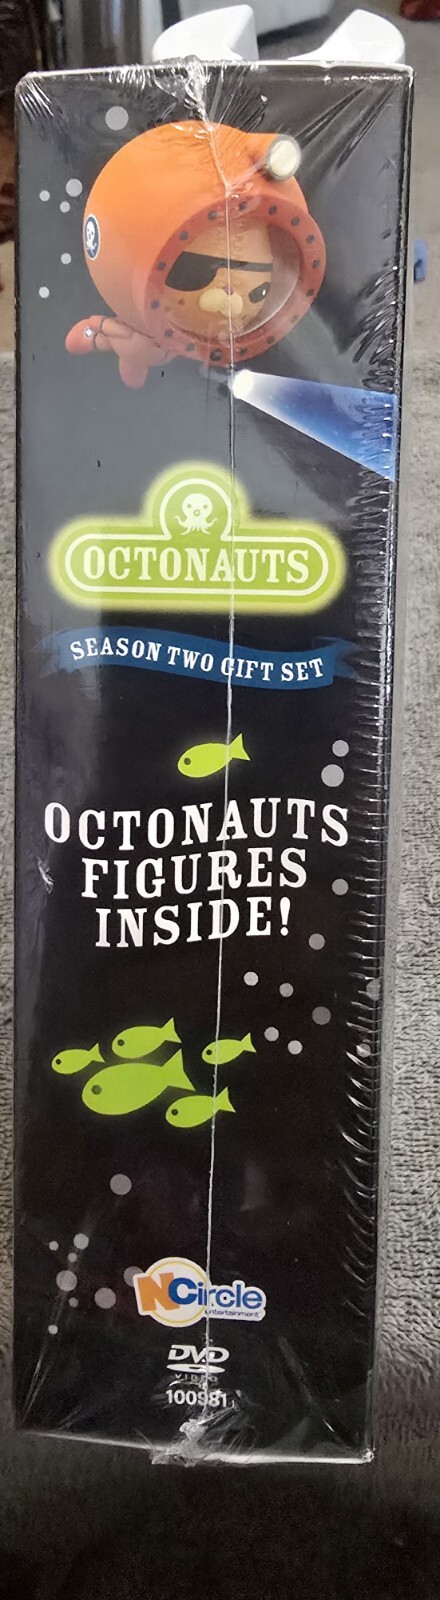 OCTONAUTS
SEASON TWO GIFT SET
OCTONAUTS
FIGURES
INSIDE!
NCircle
entertainment
DVD
VIDEO
100981